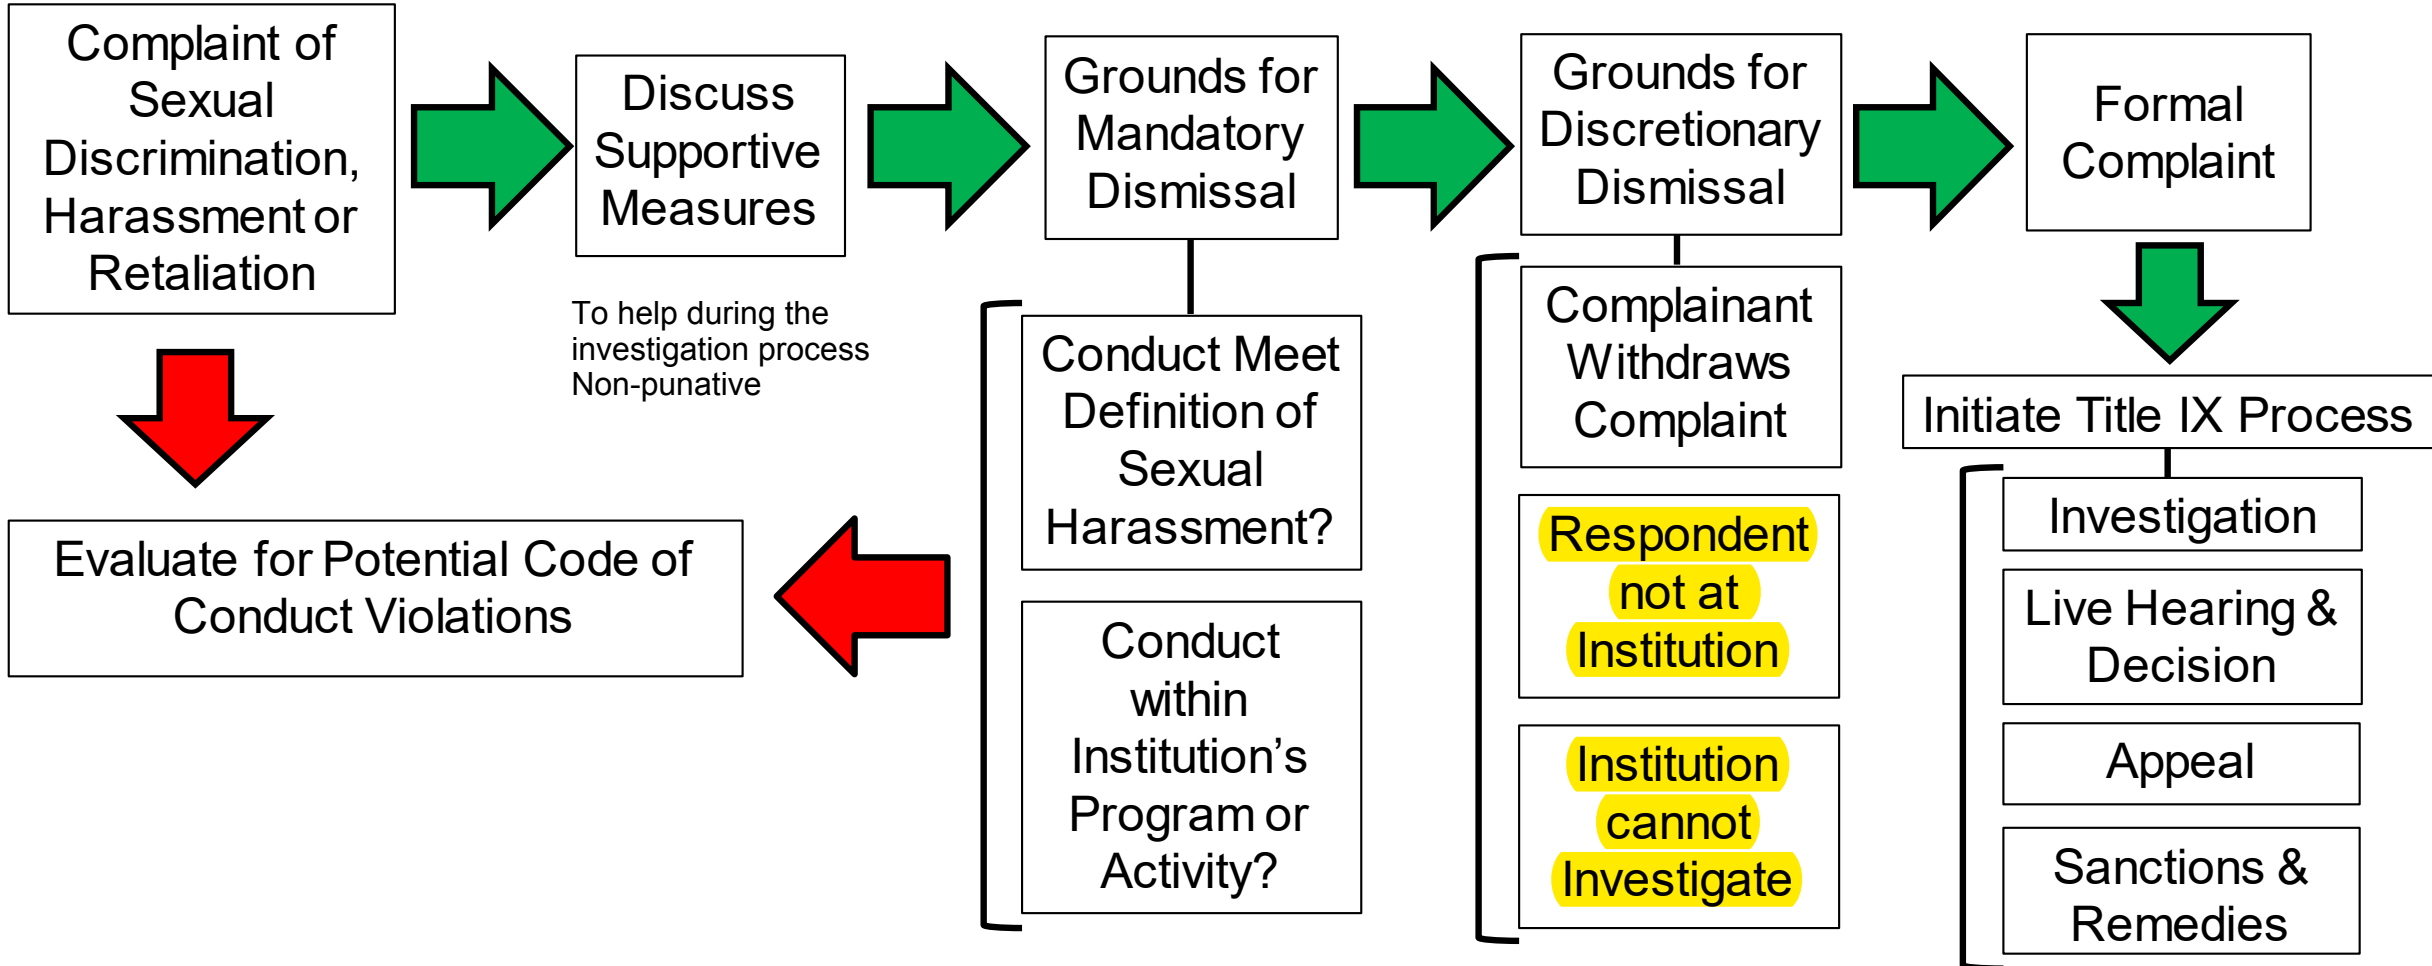 Complaint of
Sexual
Discrimination,
Harassment or
Retaliation
Discuss
Supportive
Measures
To help during the
investigation process
Non-punative
Grounds for
Mandatory
Dismissal
Grounds for
Discretionary
Dismissal
Formal
Complaint
Evaluate for Potential Code of
Conduct Violations
Conduct Meet
Definition of
Sexual
Harassment?
Conduct
within
Institution’s
Program or
Activity?
Complainant
Withdraws
Complaint
Respondent
not at
Institution
Institution
cannot
Investigate
Initiate Title IX Process
Investigation
Live Hearing &
Decision
Appeal
Sanctions &
Remedies